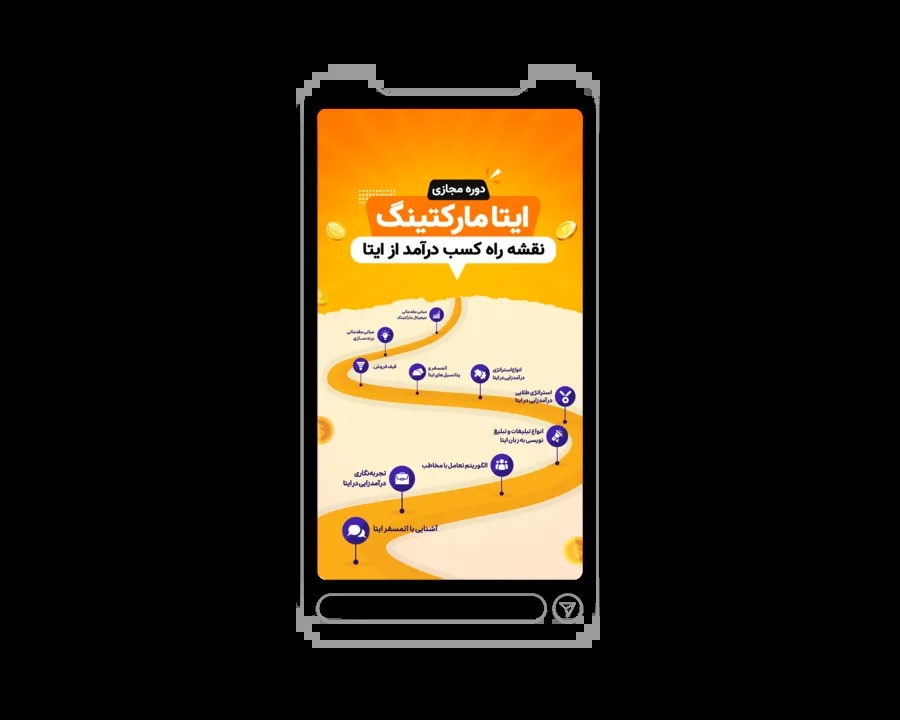 دوره مجازی
ایتا مارکتینگ
نقشه راه کسب درآمد از ایتا
مبانی مقدماتی
دیجیتال مارکتینگ
مبانی مقدماتی
برندسازی
قیف فروش
اتمسفر و
پتانسیل های ایتا
انواع استراتژی
درآمدزایی در ایتا
استراتژی طلایی
درآمدزایی در ایتا
انواع تبلیغات و تبلیغ
نویسی به زبان ایتا
الگوریتم تعامل با مخاطب
تجربه‌نگاری
درآمدزایی در ایتا
آشنایی با اتمسفر ایتا